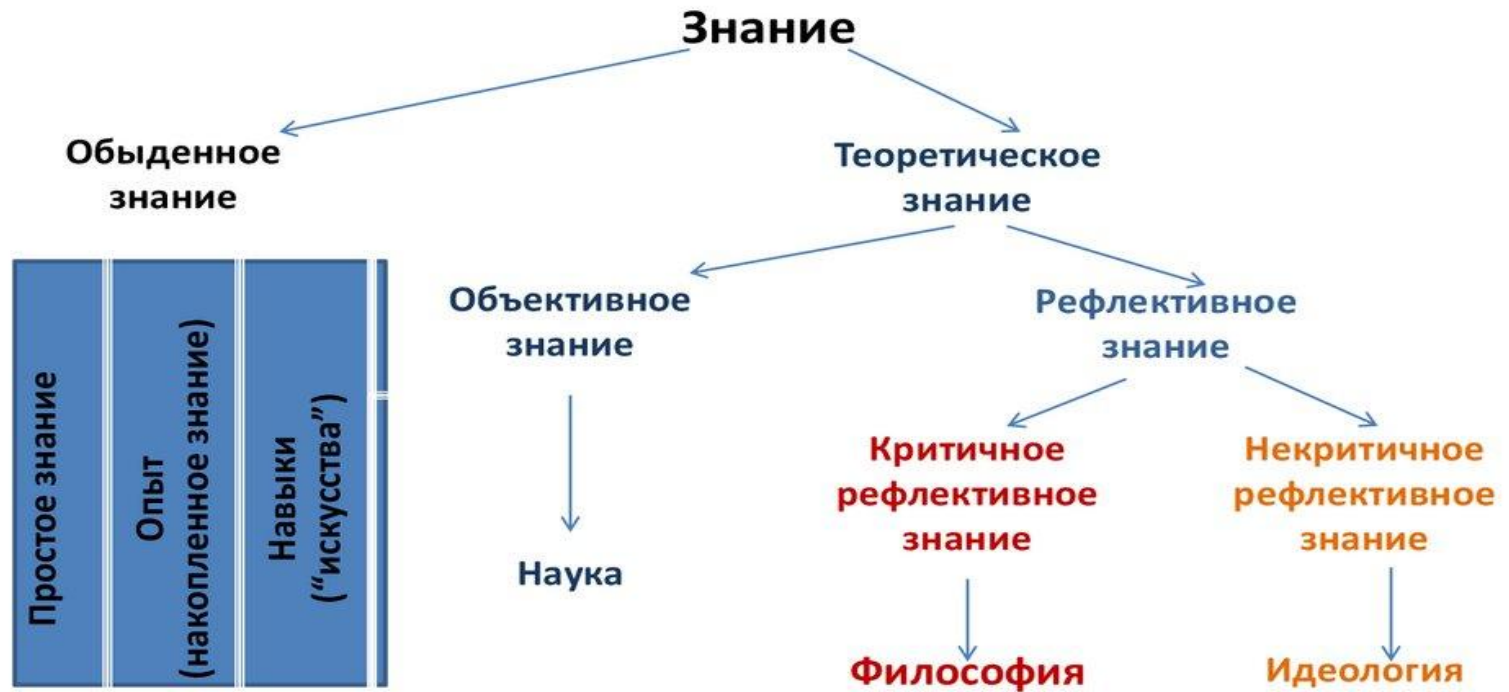 Знание
Обыденное
знание
Теоретическое
знание
Простое знание
Опыт
(накопленное знание)
Навыки
(“искусства”)
Объективное
знание
Рефлективное
знание
Наука
Критичное
рефлективное
знание
Некритичное
рефлективное
знание
Философия
Идеология